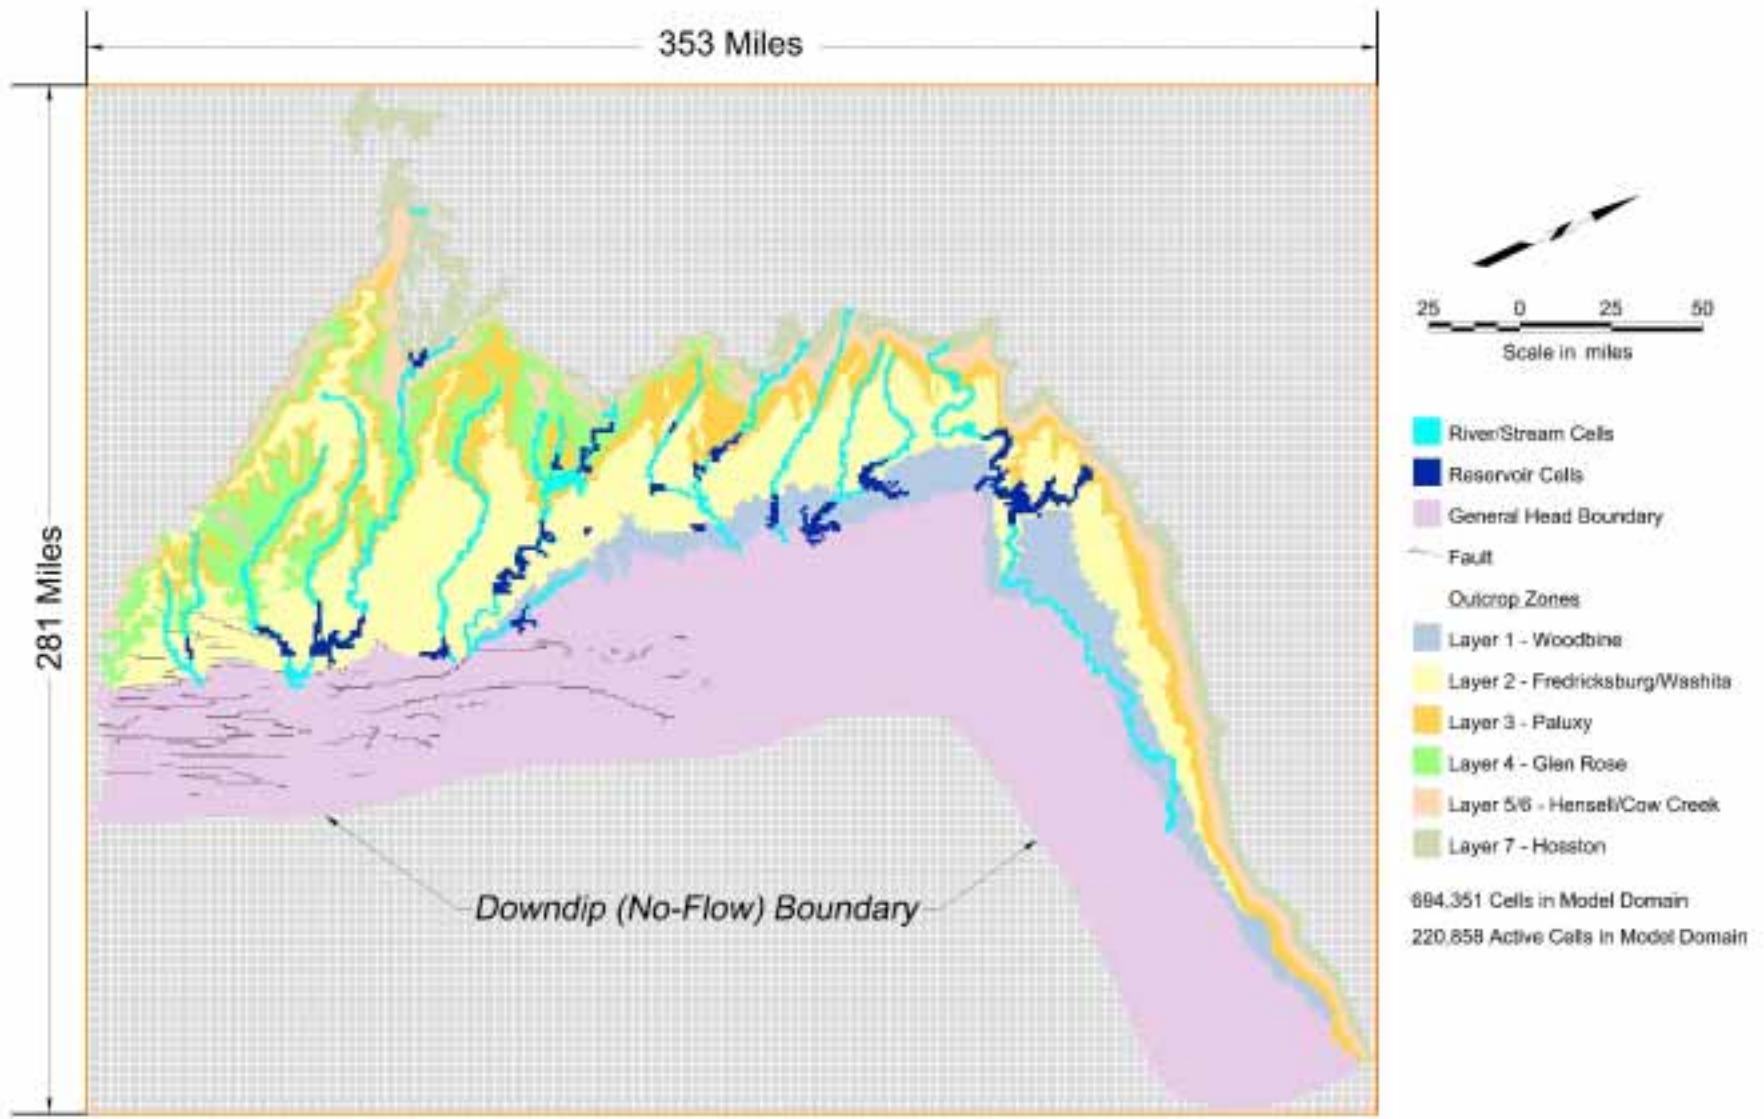 353 Miles
281 Miles
25 0 25 50
Scale in miles
River/Stream Cells
Reservoir Cells
General Head Boundary
Fault
Outcrop Zones
Layer 1 - Woodbine
Layer 2 - Fredricksburg/Washita
Layer 3 - Paluxy
Layer 4 - Glen Rose
Layer 5/6 - Hensell/Cow Creek
Layer 7 - Hosston
694,351 Cells in Model Domain
220,858 Active Cells in Model Domain
Downdip (No-Flow) Boundary